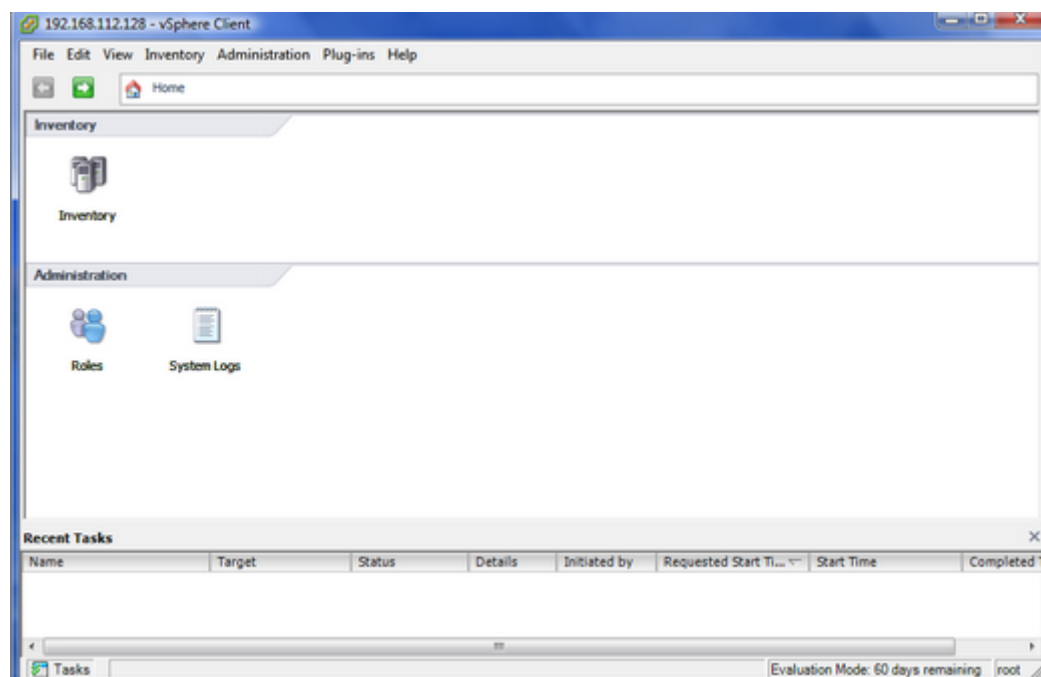 192.168.112.128 - vSphere Client
File Edit View Inventory Administration Plug-ins Help
Home
Inventory
Inventory
Administration
Roles System Logs
Recent Tasks
Name Target Status Details Initiated by Requested Start Ti... Start Time Completed
Tasks Evaluation Mode: 60 days remaining root